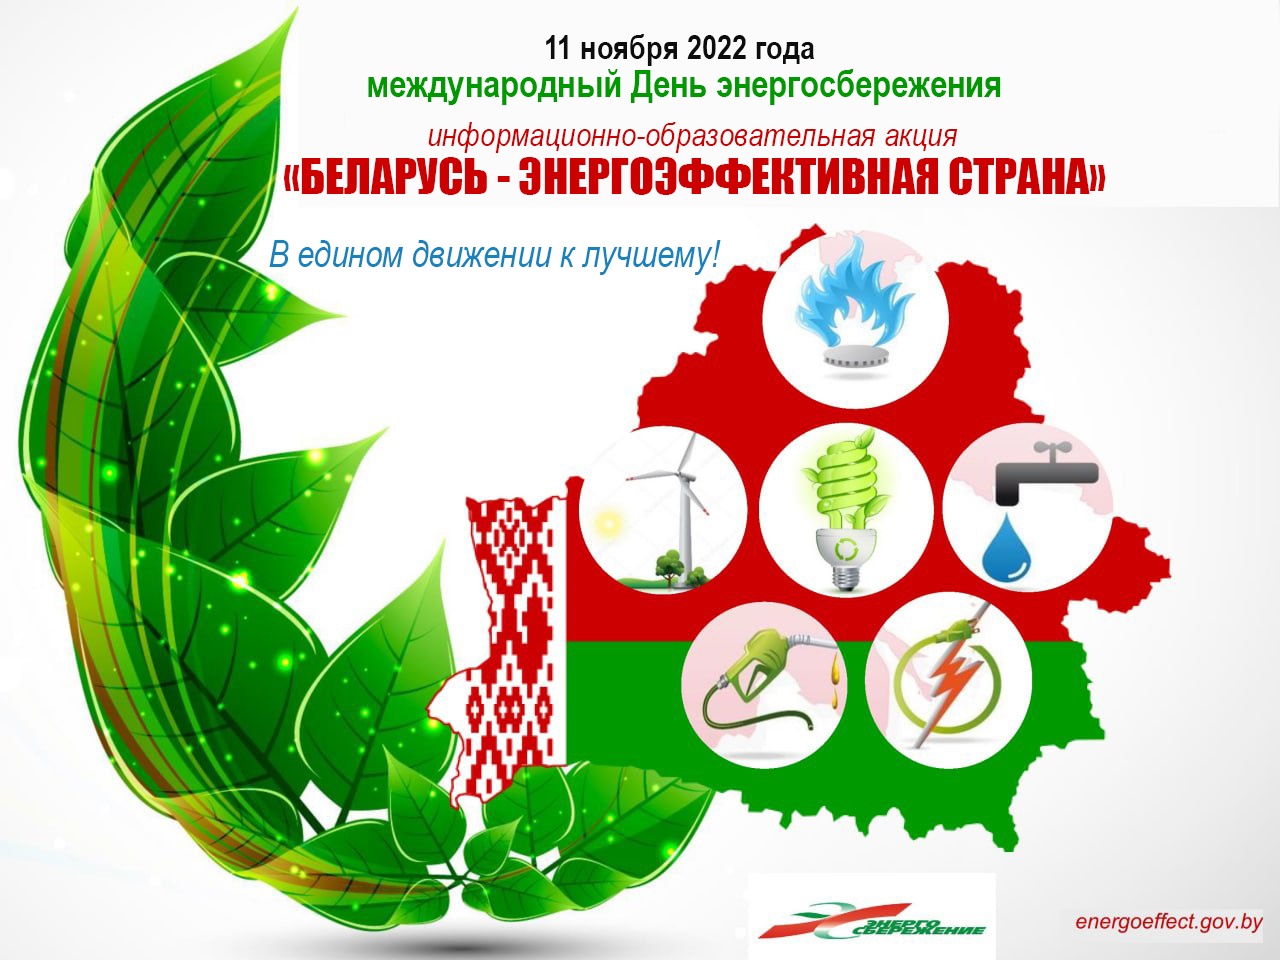 11 ноября 2022 года
международный День энергосбережения
информационно-образовательная акция
«БЕЛАРУСЬ - ЭНЕРГОЭФФЕКТИВНАЯ СТРАНА»
В едином движении к лучшему!
ЭНЕРГО
СБЕРЕЖЕНИЕ
energoeffect.gov.by